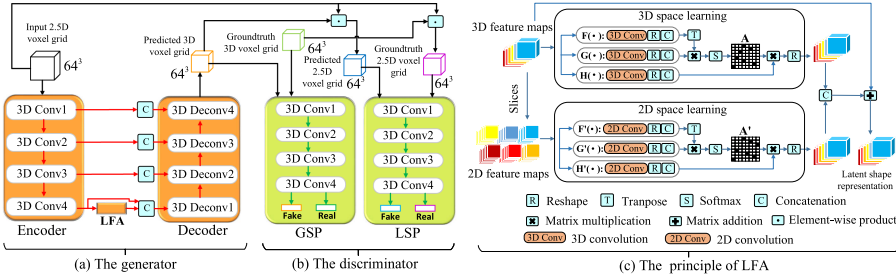 Input 2.5D
voxel grid
64³
Predicted 3D
voxel grid
64³
Groundtruth
3D voxel grid
64³
Predicted
2.5D voxel
grid
64³
Groundtruth
2.5D voxel
grid
64³
3D Conv1
3D Conv2
3D Conv3
3D Conv4
Encoder
C
C
C
C
LFA
3D Deconv4
3D Deconv3
3D Deconv2
3D Deconv1
Decoder
(a) The generator
3D Conv1
3D Conv2
3D Conv3
3D Conv4
Fake
Real
GSP
3D Conv1
3D Conv2
3D Conv3
3D Conv4
Fake
Real
LSP
(b) The discriminator
3D feature maps
Slices
2D feature maps
3D space learning
F(•): 3D Conv R C T
G(•): 3D Conv R C S A R
H(•): 3D Conv R C
2D space learning
F'(•): 2D Conv R C T
G'(•): 2D Conv R C S A' R
H'(•): 2D Conv R C
C
Latent shape
representation
R Reshape T Tranpose S Softmax C Concatenation
Matrix multiplication Matrix addition Element-wise product
3D Conv 3D convolution 2D Conv 2D convolution
(c) The principle of LFA